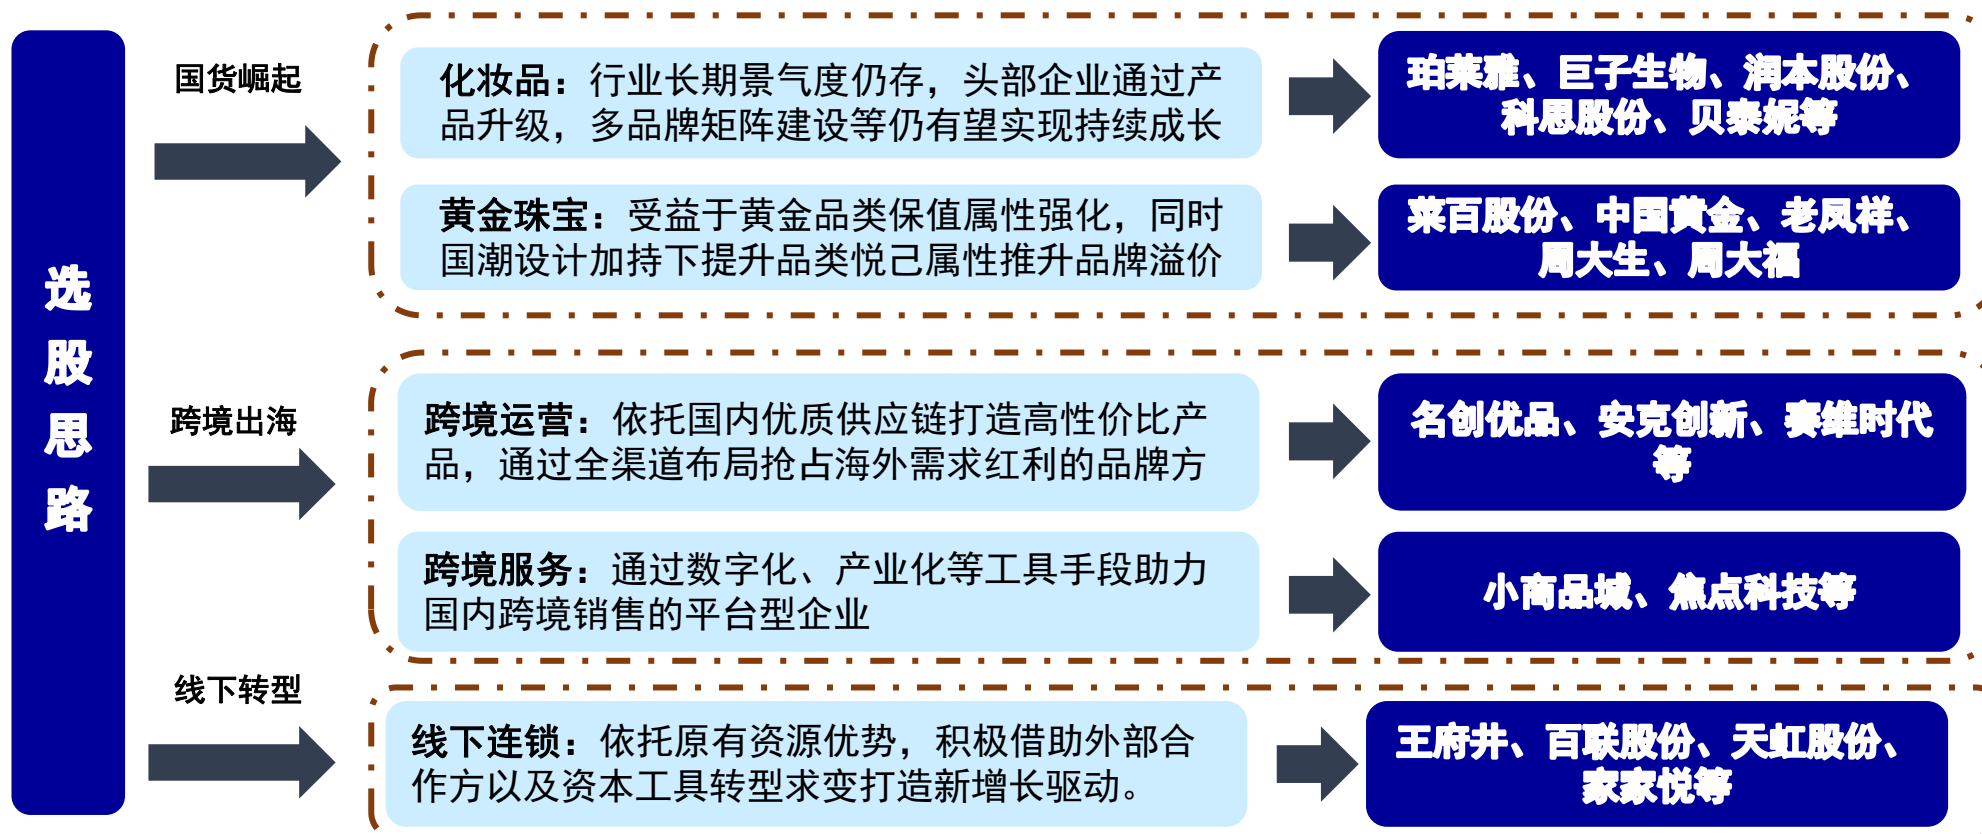 选
股
思
路
国货崛起
化妆品：行业长期景气度仍存，头部企业通过产
品升级，多品牌矩阵建设等仍有望实现持续成长
珀莱雅、巨子生物、润本股份、
科思股份、贝泰妮等
黄金珠宝：受益于黄金品类保值属性强化，同时
国潮设计加持下提升品类悦己属性推升品牌溢价
菜百股份、中国黄金、老凤祥、
周大生、周大福
跨境出海
跨境运营：依托国内优质供应链打造高性价比产
品，通过全渠道布局抢占海外需求红利的品牌方
名创优品、安克创新、赛维时代
等
跨境服务：通过数字化、产业化等工具手段助力
国内跨境销售的平台型企业
小商品城、焦点科技等
线下转型
线下连锁：依托原有资源优势，积极借助外部合
作方以及资本工具转型求变打造新增长驱动。
王府井、百联股份、天虹股份、
家家悦等